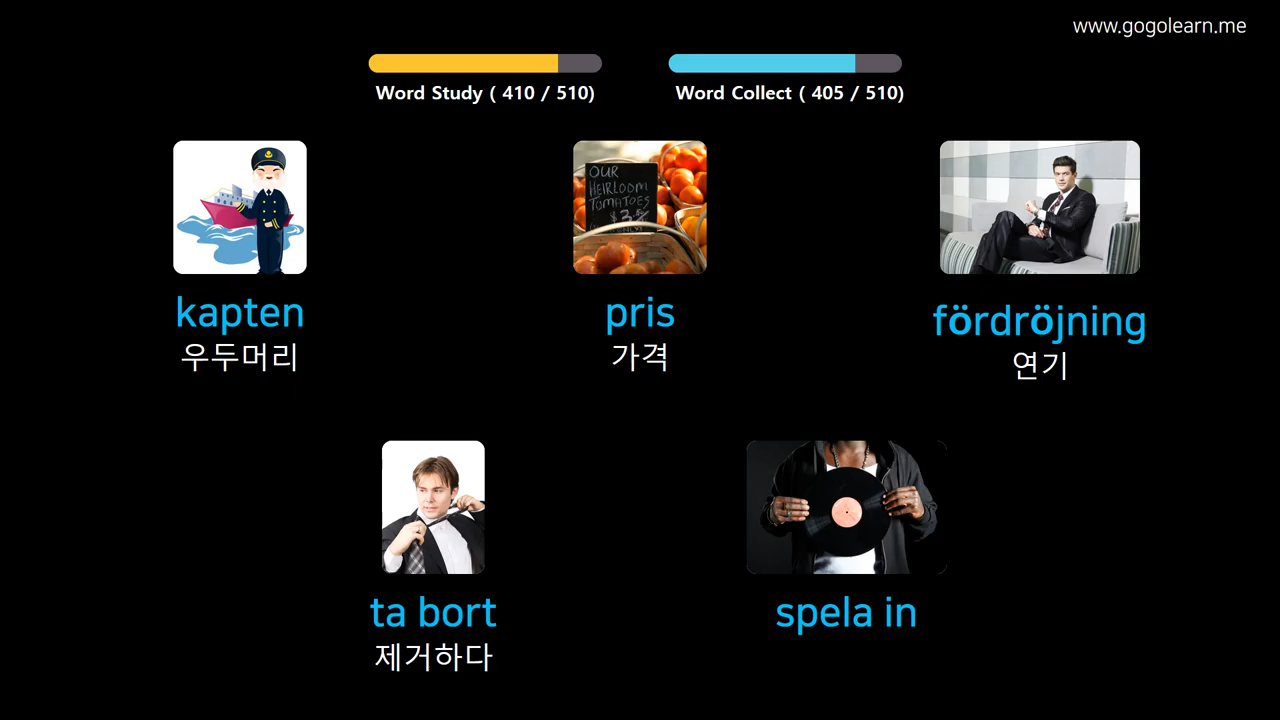 www.gogolearn.me
Word Study ( 410 / 510)
Word Collect ( 405 / 510)
OUR
HEIRLOOM
TOMATOES
kapten
우두머리
pris
가격
fördröjning
연기
ta bort
제거하다
spela in